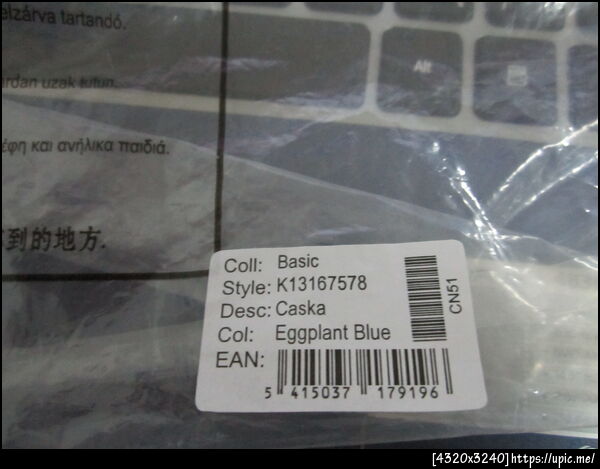 elzárva tartandó.
ardan uzak tutun.
έφη και ανήλικα παιδιά.
到的地方.
Alt
Coll: Basic
Style: K13167578
Desc: Caska
Col: Eggplant Blue
EAN:
5 415037 179196
CN51
[4320x3240]https://upic.me/